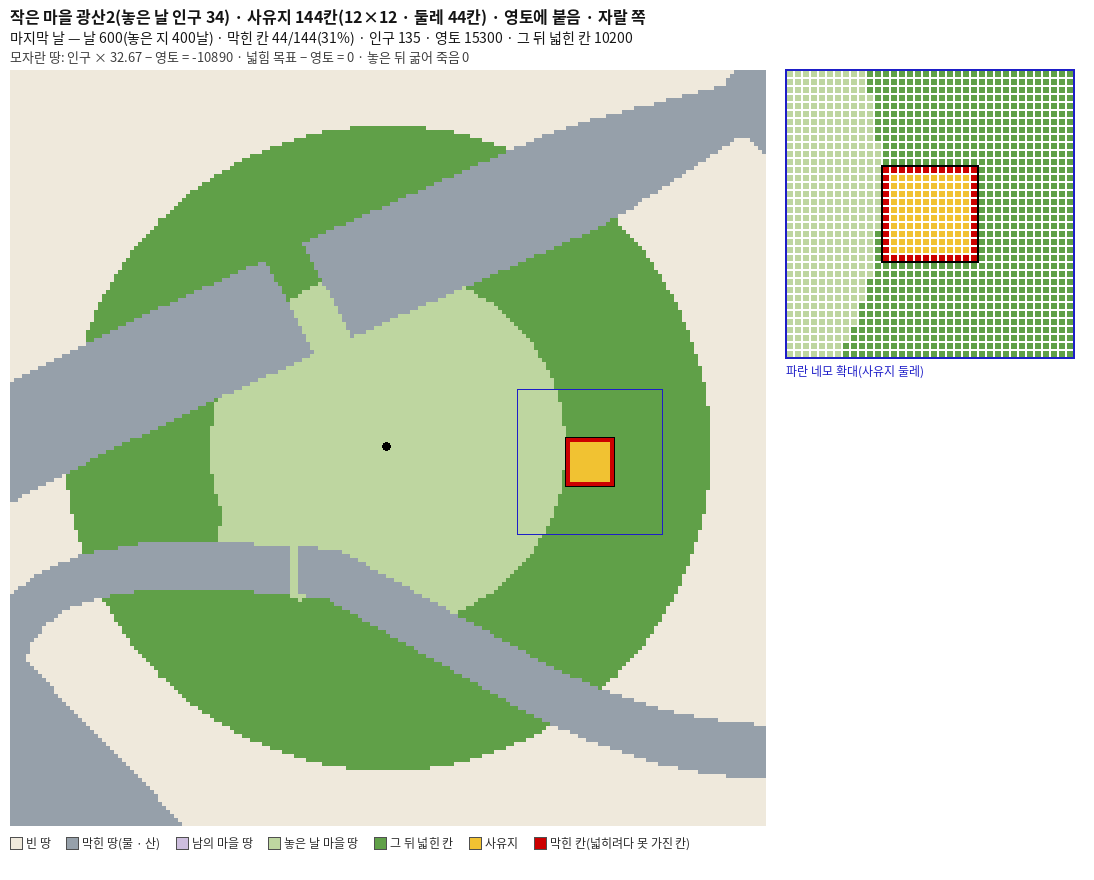 작은 마을 광산2(놓은 날 인구 34) · 사유지 144칸(12×12 · 둘레 44칸) · 영토에 붙음 · 자랄 쪽
마지막 날 — 날 600(놓은 지 400날) · 막힌 칸 44/144(31%) · 인구 135 · 영토 15300 · 그 뒤 넓힌 칸 10200
모자란 땅: 인구 × 32.67 − 영토 = -10890 · 넓힘 목표 − 영토 = 0 · 놓은 뒤 굶어 죽음 0
파란 네모 확대(사유지 둘레)
빈 땅 막힌 땅(물 · 산) 남의 마을 땅 놓은 날 마을 땅 그 뒤 넓힌 칸 사유지 막힌 칸(넓히려다 못 가진 칸)